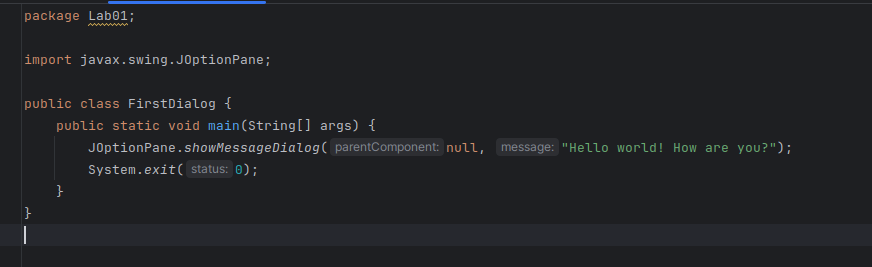 package Lab01;
import javax.swing.JOptionPane;
public class FirstDialog {
public static void main(String[] args) {
JOptionPane.showMessageDialog( parentComponent: null, message: "Hello world! How are you?");
System.exit( status: 0);
}
}